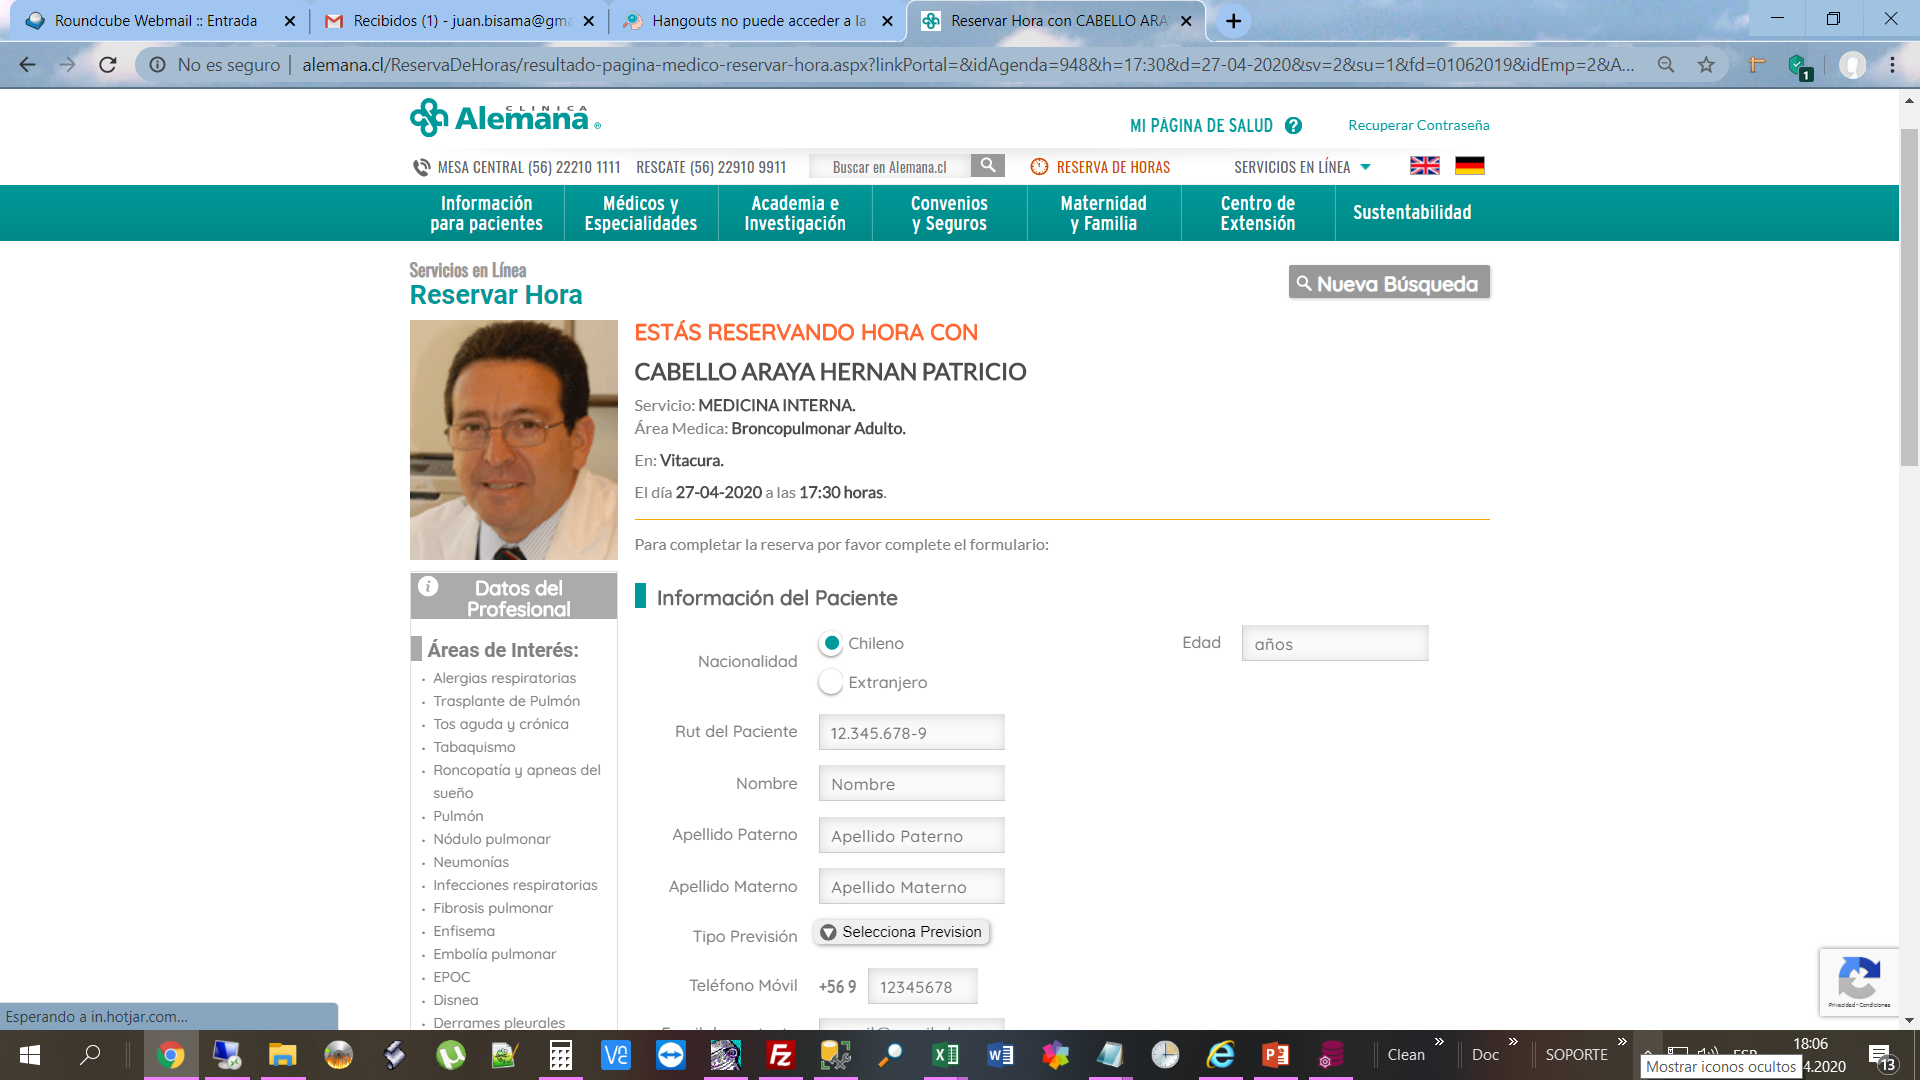 Roundcube Webmail :: Entrada
Recibidos (1) - juan.bisama@gma
Hangouts no puede acceder a la
Reservar Hora con CABELLO ARA
No es seguro
alemana.cl/ReservaDeHoras/resultado-pagina-medico-reservar-hora.aspx?linkPortal=&idAgenda=948&h=17:30&d=27-04-2020&sv=2&su=1&fd=01062019&idEmp=2&A...
1
CLINICA
Alemana
MI PÁGINA DE SALUD ?
Recuperar Contraseña
MESA CENTRAL (56) 22210 1111
RESCATE (56) 22910 9911
Buscar en Alemana.cl
RESERVA DE HORAS
SERVICIOS EN LÍNEA
Información
para pacientes
Médicos y
Especialidades
Academia e
Investigación
Convenios
y Seguros
Maternidad
y Familia
Centro de
Extensión
Sustentabilidad
Servicios en Línea
Reservar Hora
Nueva Búsqueda
ESTÁS RESERVANDO HORA CON
CABELLO ARAYA HERNAN PATRICIO
Servicio: MEDICINA INTERNA.
Área Medica: Broncopulmonar Adulto.
En: Vitacura.
El día 27-04-2020 a las 17:30 horas.
Para completar la reserva por favor complete el formulario:
Datos del
Profesional
Áreas de Interés:
Alergias respiratorias
Trasplante de Pulmón
Tos aguda y crónica
Tabaquismo
Roncopatía y apneas del
sueño
Pulmón
Nódulo pulmonar
Neumonías
Infecciones respiratorias
Fibrosis pulmonar
Enfisema
Embolía pulmonar
EPOC
Disnea
Derrames pleurales
Información del Paciente
Nacionalidad
Chileno
Extranjero
Edad
años
Rut del Paciente
12.345.678-9
Nombre
Nombre
Apellido Paterno
Apellido Paterno
Apellido Materno
Apellido Materno
Tipo Previsión
Selecciona Prevision
Teléfono Móvil
+56 9
12345678
Privacidad - Condiciones
Esperando a in.hotjar.com...
Clean
Doc
SOPORTE
18:06
Mostrar iconos ocultos
4.2020
13